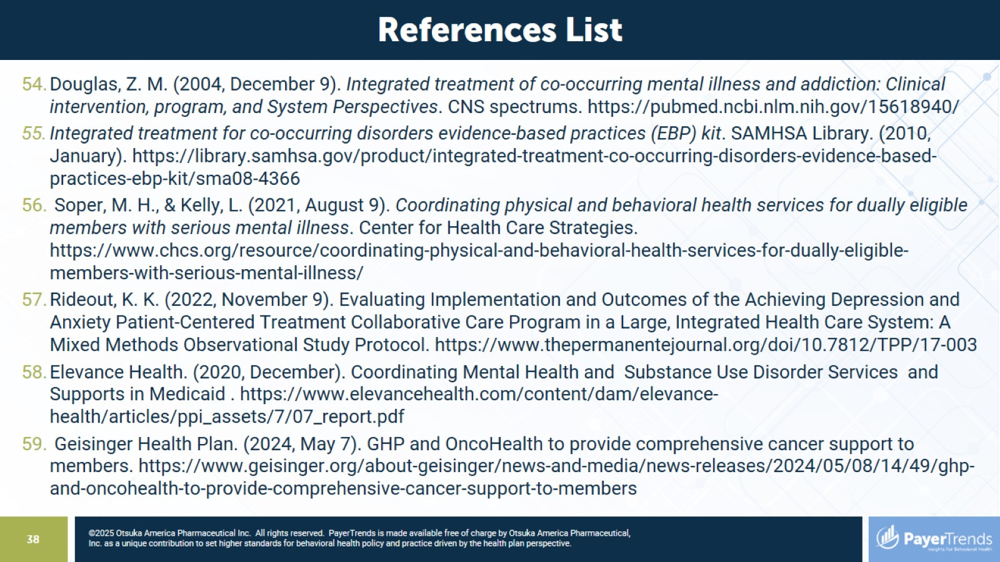 References List
54. Douglas, Z. M. (2004, December 9). Integrated treatment of co-occurring mental illness and addiction: Clinical
intervention, program, and System Perspectives. CNS spectrums. https://pubmed.ncbi.nlm.nih.gov/15618940/
55. Integrated treatment for co-occurring disorders evidence-based practices (EBP) kit. SAMHSA Library. (2010,
January). https://library.samhsa.gov/product/integrated-treatment-co-occurring-disorders-evidence-based-
practices-ebp-kit/sma08-4366
56. Soper, M. H., & Kelly, L. (2021, August 9). Coordinating physical and behavioral health services for dually eligible
members with serious mental illness. Center for Health Care Strategies.
https://www.chcs.org/resource/coordinating-physical-and-behavioral-health-services-for-dually-eligible-
members-with-serious-mental-illness/
57. Rideout, K. K. (2022, November 9). Evaluating Implementation and Outcomes of the Achieving Depression and
Anxiety Patient-Centered Treatment Collaborative Care Program in a Large, Integrated Health Care System: A
Mixed Methods Observational Study Protocol. https://www.thepermanentejournal.org/doi/10.7812/TPP/17-003
58. Elevance Health. (2020, December). Coordinating Mental Health and  Substance Use Disorder Services  and
Supports in Medicaid . https://www.elevancehealth.com/content/dam/elevance-
health/articles/ppi_assets/7/07_report.pdf
59. Geisinger Health Plan. (2024, May 7). GHP and OncoHealth to provide comprehensive cancer support to
members. https://www.geisinger.org/about-geisinger/news-and-media/news-releases/2024/05/08/14/49/ghp-
and-oncohealth-to-provide-comprehensive-cancer-support-to-members
38
©2025 Otsuka America Pharmaceutical Inc.  All rights reserved.  PayerTrends is made available free of charge by Otsuka America Pharmaceutical,
Inc. as a unique contribution to set higher standards for behavioral health policy and practice driven by the health plan perspective.
PayerTrends
Insights For Behavioral Health